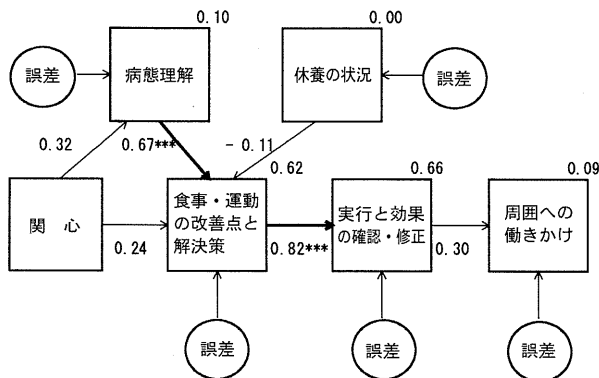 0.10
0.00
誤差
病態理解
休養の状況
誤差
0.32
0.67***
- 0.11
0.62
0.66
0.09
関 心
食事・運動
の改善点と
解決策
実行と効果
の確認・修正
周囲への
働きかけ
0.24
0.82***
0.30
誤差
誤差
誤差